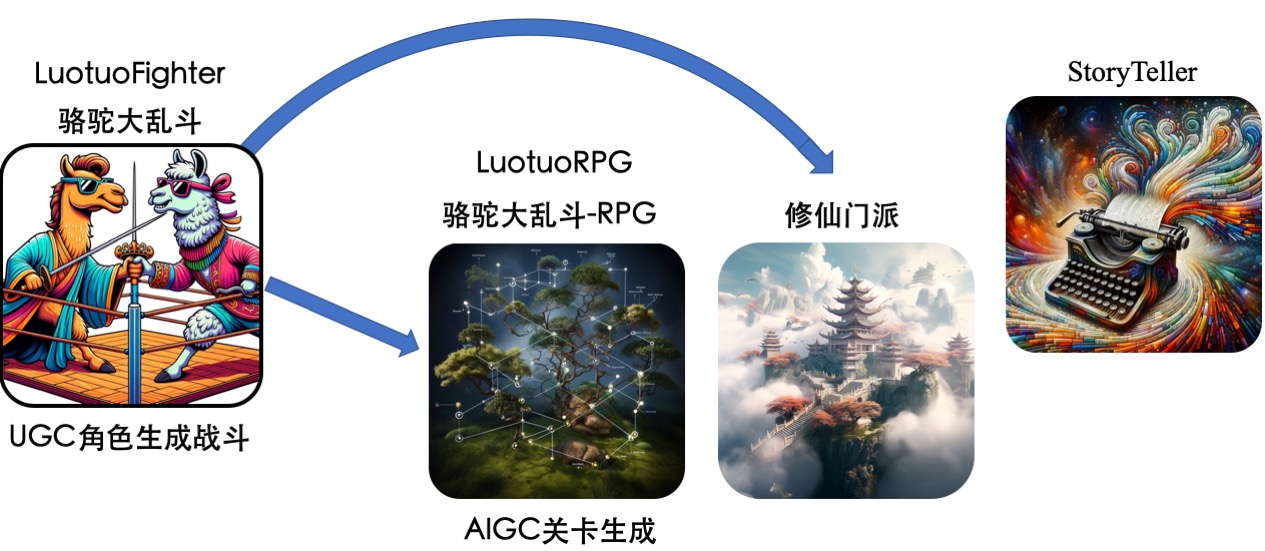 LuotuoFighter
骆驼大乱斗
UGC角色生成战斗
LuotuoRPG
骆驼大乱斗-RPG
AIGC关卡生成
修仙门派
StoryTeller